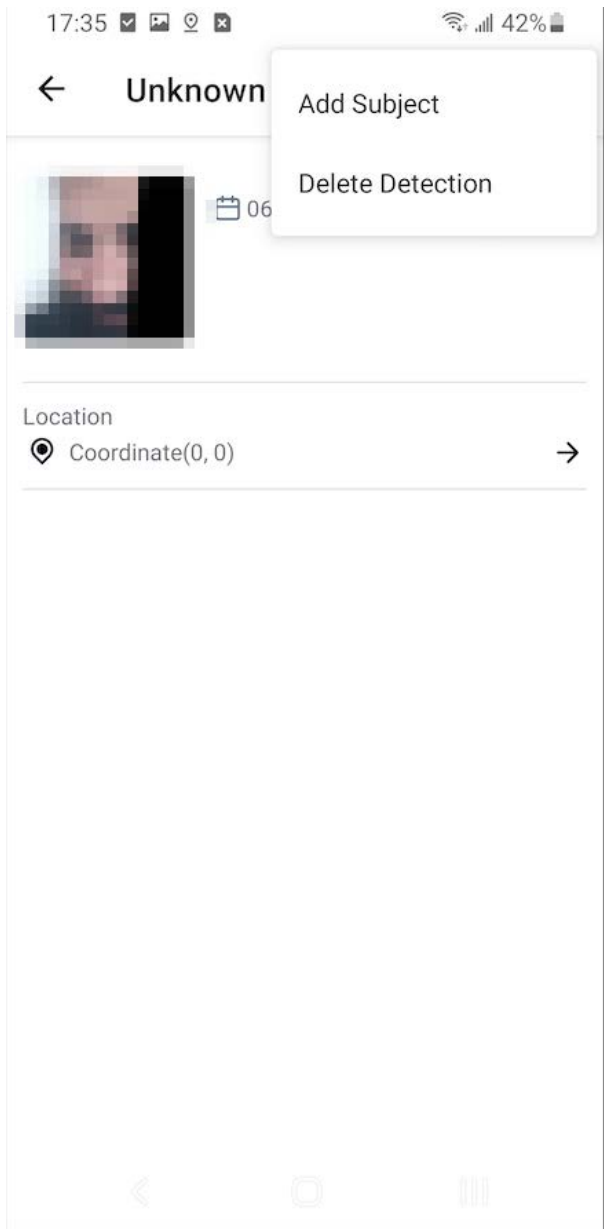 17:35 42%
Unknown
Add Subject
Delete Detection
06
Location
Coordinate(0, 0)